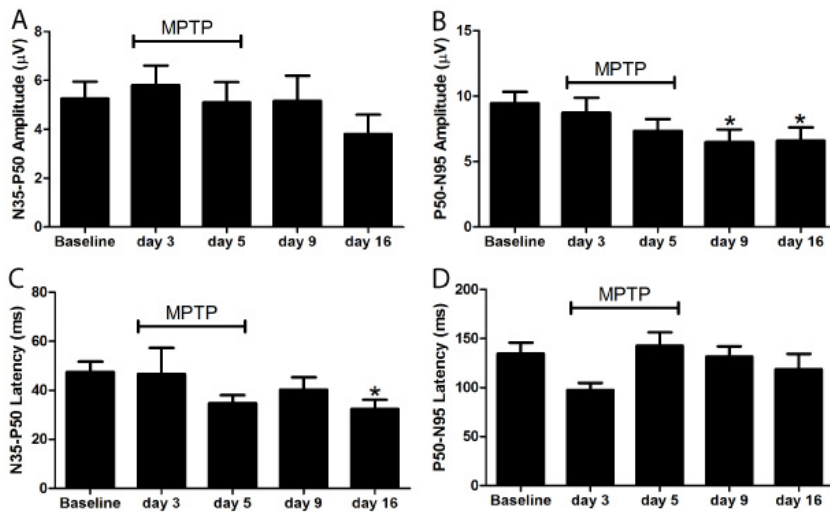 A
MPTP
N35-P50 Amplitude (μV)
8
6
4
2
0
Baseline day 3 day 5 day 9 day 16
B
MPTP
P50-N95 Amplitude (μV)
15
10
5
0
* *
Baseline day 3 day 5 day 9 day 16
C
MPTP
N35-P50 Latency (ms)
80
60
40
20
0
*
Baseline day 3 day 5 day 9 day 16
D
MPTP
P50-N95 Latency (ms)
200
150
100
50
0
Baseline day 3 day 5 day 9 day 16